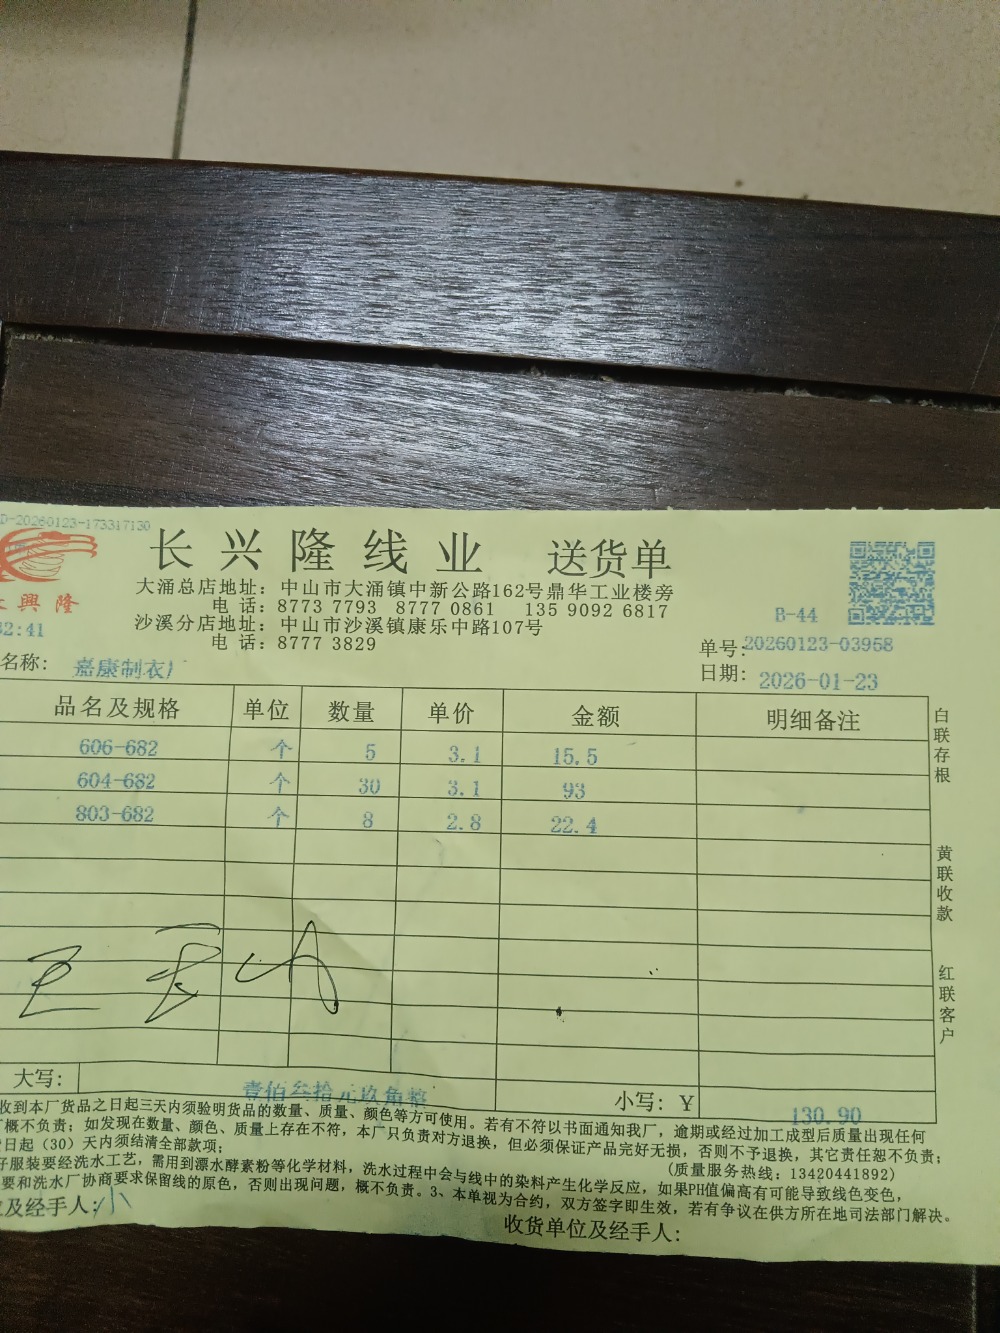 D-20260123-173317130
長興隆
32:41
长兴隆线业 送货单
大涌总店地址：中山市大涌镇中新公路162号鼎华工业楼旁
电 话：8773 7793 8777 0861 135 9092 6817
沙溪分店地址：中山市沙溪镇康乐中路107号
电 话：8777 3829
B-44
单号：20260123-03958
名称：嘉康制衣厂
日期：2026-01-23
品名及规格 单位 数量 单价 金额 明细备注
606-682 个 5 3.1 15.5
604-682 个 30 3.1 93
803-682 个 8 2.8 22.4
白联存根
黄联收款
红联客户
大写： 壹佰叁拾元玖角整 小写：￥ 130.90
收到本厂货品之日起三天内须验明货品的数量、质量、颜色等方可使用。若有不符以书面通知我厂，逾期或经过加工成型后质量出现任何
概不负责；如发现在数量、颜色、质量上存在不符，本厂只负责对方退换，但必须保证产品完好无损，否则不予退换，其它责任恕不负责；
日起（30）天内须结清全部款项；
(质量服务热线：13420441892)
服装要经洗水工艺，需用到漂水酵素粉等化学材料，洗水过程中会与线中的染料产生化学反应，如果PH值偏高有可能导致线色变色，
要和洗水厂协商要求保留线的原色，否则出现问题，概不负责。3、本单视为合约，双方签字即生效，若有争议在供方所在地司法部门解决。
位及经手人：小
收货单位及经手人：